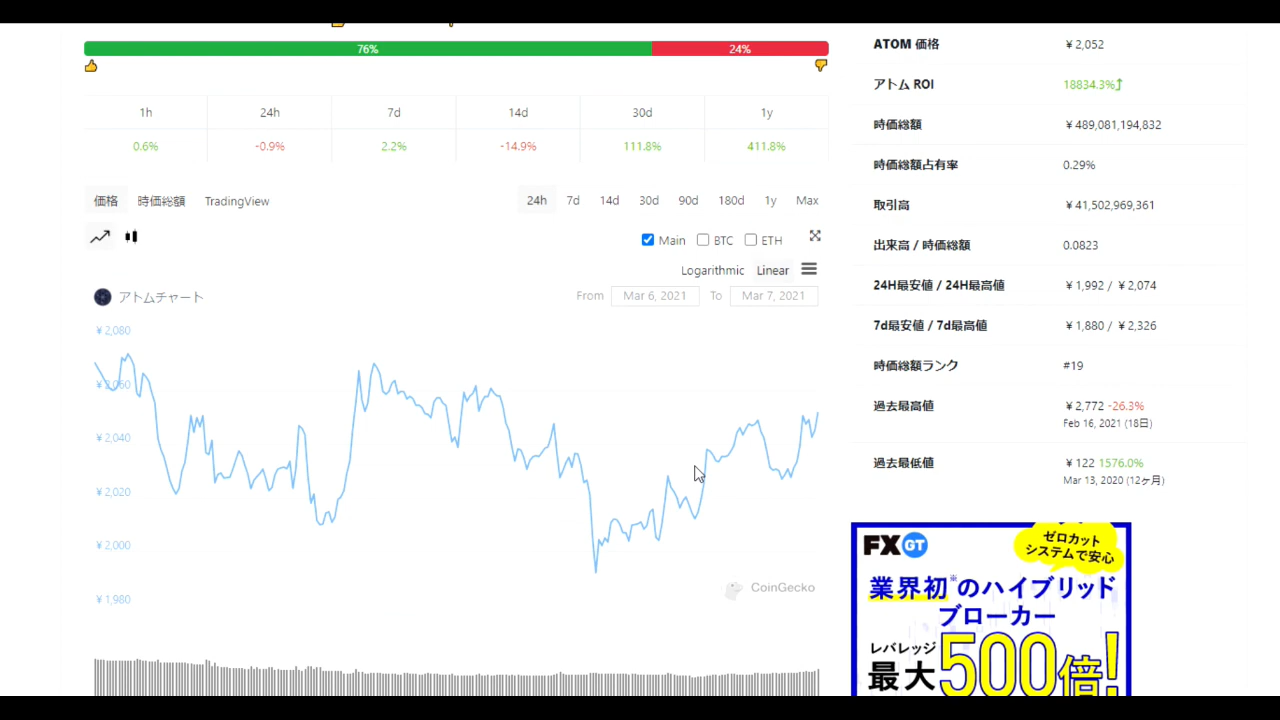 76%
24%
1h 24h 7d 14d 30d 1y
0.6% -0.9% 2.2% -14.9% 111.8% 411.8%
価格 時価総額 TradingView
24h 7d 14d 30d 90d 180d 1y Max
Main BTC ETH
Logarithmic Linear
アトムチャート
From Mar 6, 2021 To Mar 7, 2021
¥2,080
¥2,060
¥2,040
¥2,020
¥2,000
¥1,980
CoinGecko
ATOM 価格 ¥2,052
アトム ROI 18834.3%
時価総額 ¥489,081,194,832
時価総額占有率 0.29%
取引高 ¥41,502,969,361
出来高 / 時価総額 0.0823
24H最安値 / 24H最高値 ¥1,992 / ¥2,074
7d最安値 / 7d最高値 ¥1,880 / ¥2,326
時価総額ランク #19
過去最高値 ¥2,772 -26.3%
Feb 16, 2021 (18日)
過去最低値 ¥122 1576.0%
Mar 13, 2020 (12ヶ月)
FXGT
ゼロカット
システムで安心
業界初※のハイブリッド
ブローカー
レバレッジ
最大500倍!